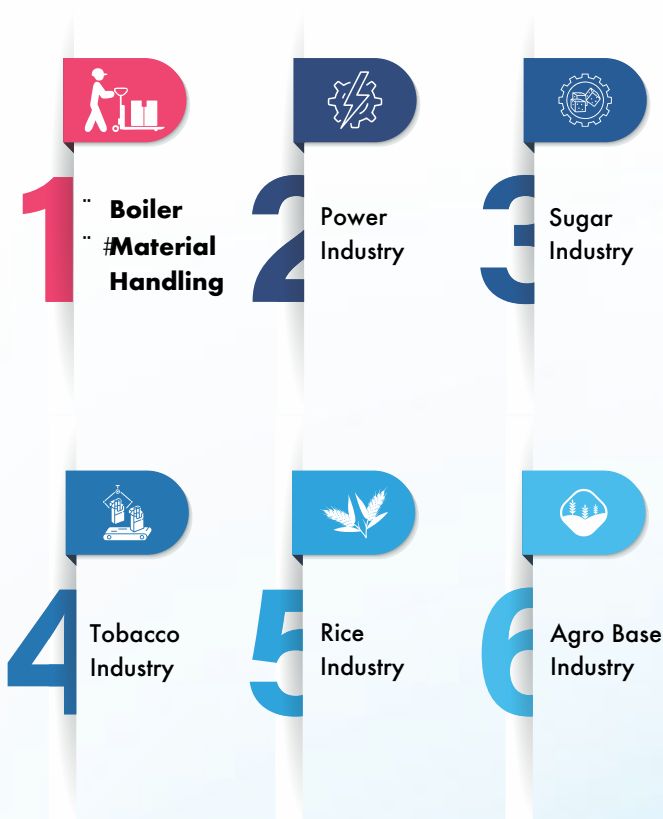 1
¨ Boiler
¨ #Material
Handling
2
Power
Industry
3
Sugar
Industry
4
Tobacco
Industry
5
Rice
Industry
6
Agro Base
Industry